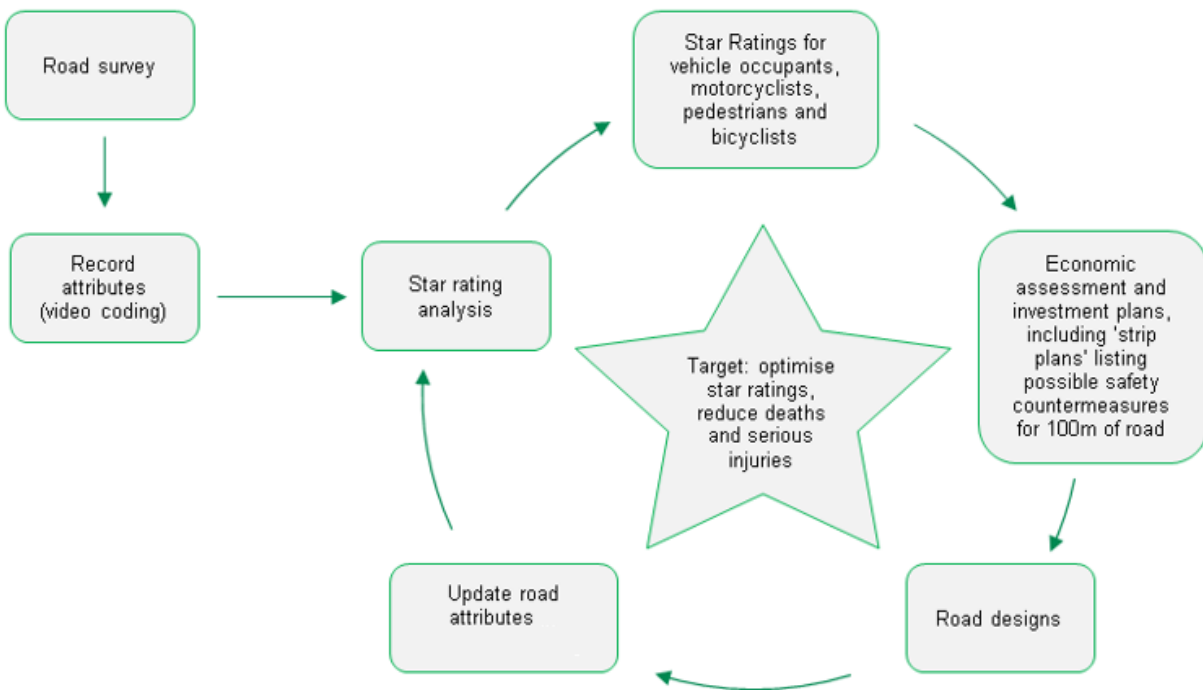 Road survey
Star Ratings for
vehicle occupants,
motorcyclists,
pedestrians and
bicyclists
Record
attributes
(video coding)
Star rating
analysis
Economic
assessment and
investment plans,
including 'strip
plans' listing
possible safety
countermeasures
for 100m of road
Target: optimise
star ratings,
reduce deaths
and serious
injuries
Update road
attributes
Road designs